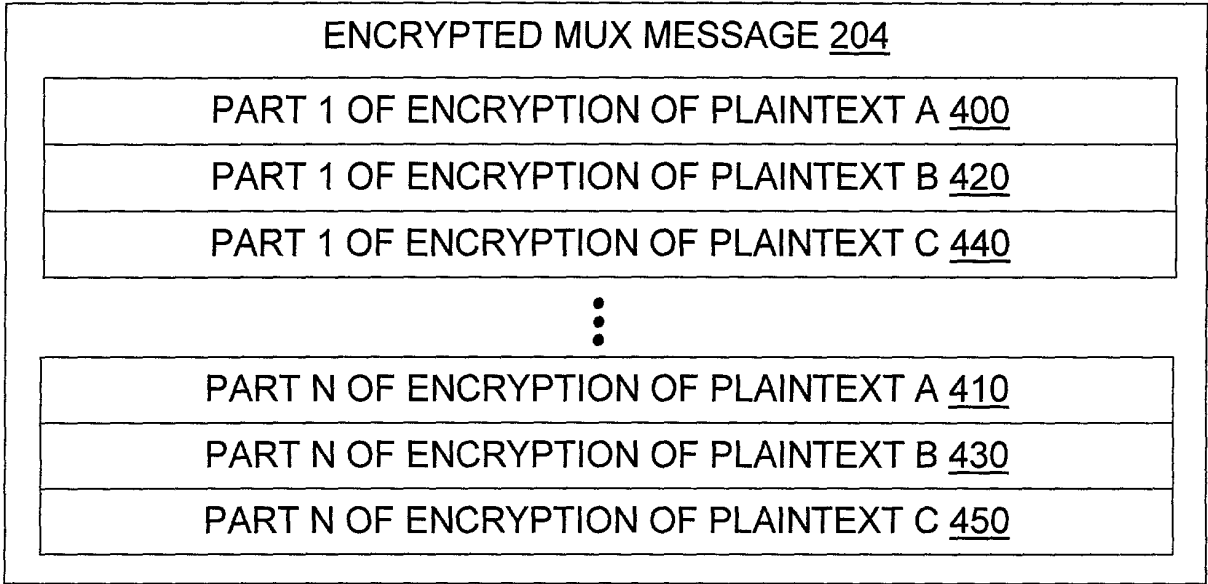 ENCRYPTED MUX MESSAGE 204
PART 1 OF ENCRYPTION OF PLAINTEXT A 400
PART 1 OF ENCRYPTION OF PLAINTEXT B 420
PART 1 OF ENCRYPTION OF PLAINTEXT C 440
PART N OF ENCRYPTION OF PLAINTEXT A 410
PART N OF ENCRYPTION OF PLAINTEXT B 430
PART N OF ENCRYPTION OF PLAINTEXT C 450